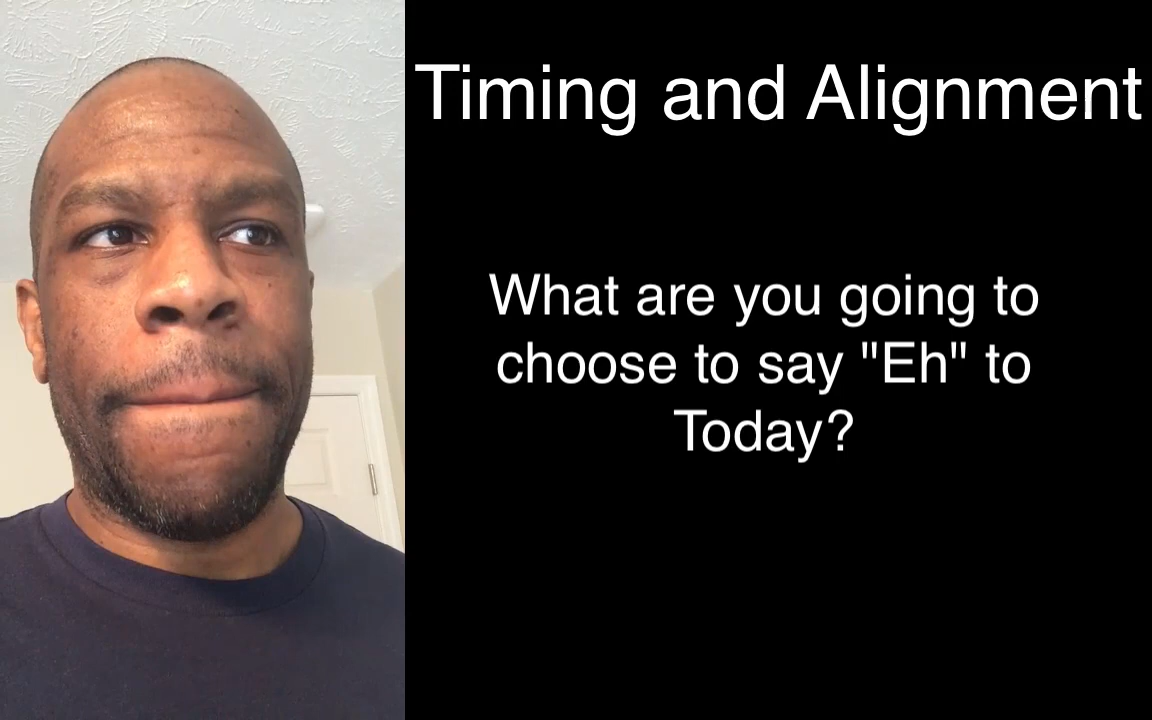 Timing and Alignment
What are you going to
choose to say "Eh" to
Today?